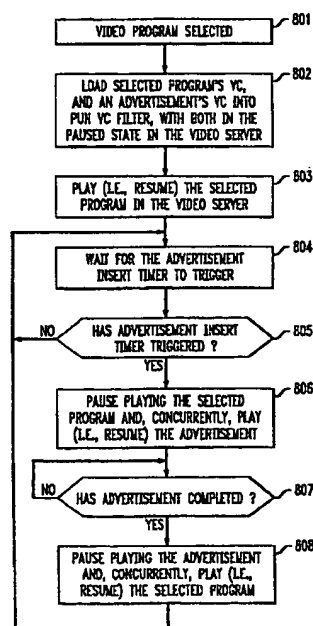 801
VIDEO PROGRAM SELECTED
802
LOAD SELECTED PROGRAM'S VC,
AND AN ADVERTISEMENT'S VC INTO
PUN VC FILTER, WITH BOTH IN THE
PAUSED STATE IN THE VIDEO SERVER
803
PLAY (I.E., RESUME) THE SELECTED
PROGRAM IN THE VIDEO SERVER
804
WAIT FOR THE ADVERTISEMENT
INSERT TIMER TO TRIGGER
805
NO
HAS ADVERTISEMENT INSERT
TIMER TRIGGERED ?
YES
806
PAUSE PLAYING THE SELECTED
PROGRAM AND, CONCURRENTLY, PLAY
(I.E., RESUME) THE ADVERTISEMENT
807
NO
HAS ADVERTISEMENT COMPLETED ?
YES
808
PAUSE PLAYING THE ADVERTISEMENT
AND, CONCURRENTLY, PLAY (I.E.,
RESUME) THE SELECTED PROGRAM